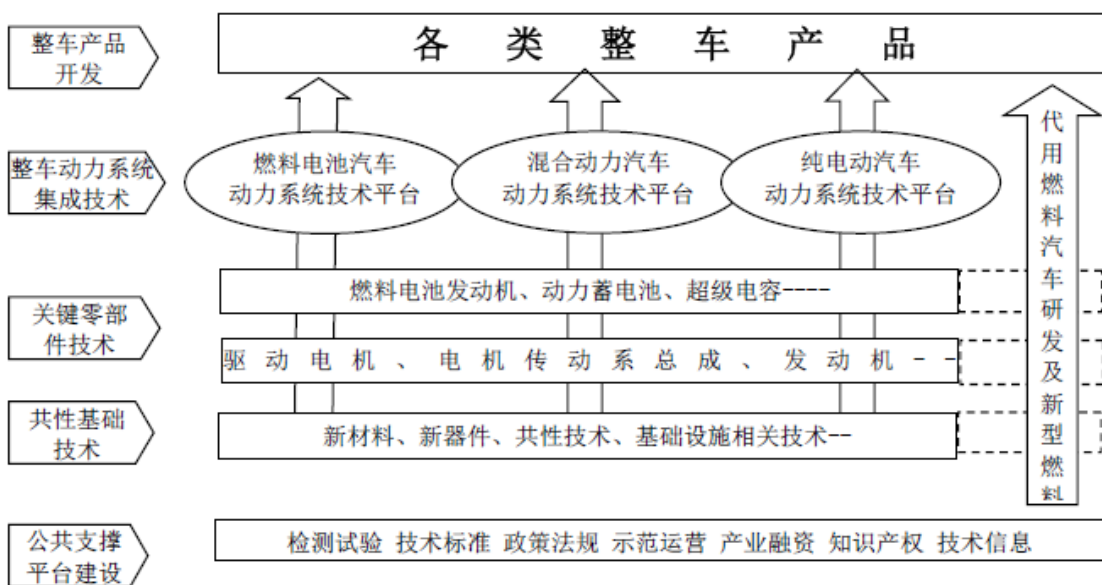 整车产品
开发
各类整车产品
整车动力系统
集成技术
燃料电池汽车
动力系统技术平台
混合动力汽车
动力系统技术平台
纯电动汽车
动力系统技术平台
代用燃料汽车研发及新型燃料
关键零部
件技术
燃料电池发动机、动力蓄电池、超级电容----
驱动电机、电机传动系总成、发动机--
共性基础
技术
新材料、新器件、共性技术、基础设施相关技术--
公共支撑
平台建设
检测试验 技术标准 政策法规 示范运营 产业融资 知识产权 技术信息